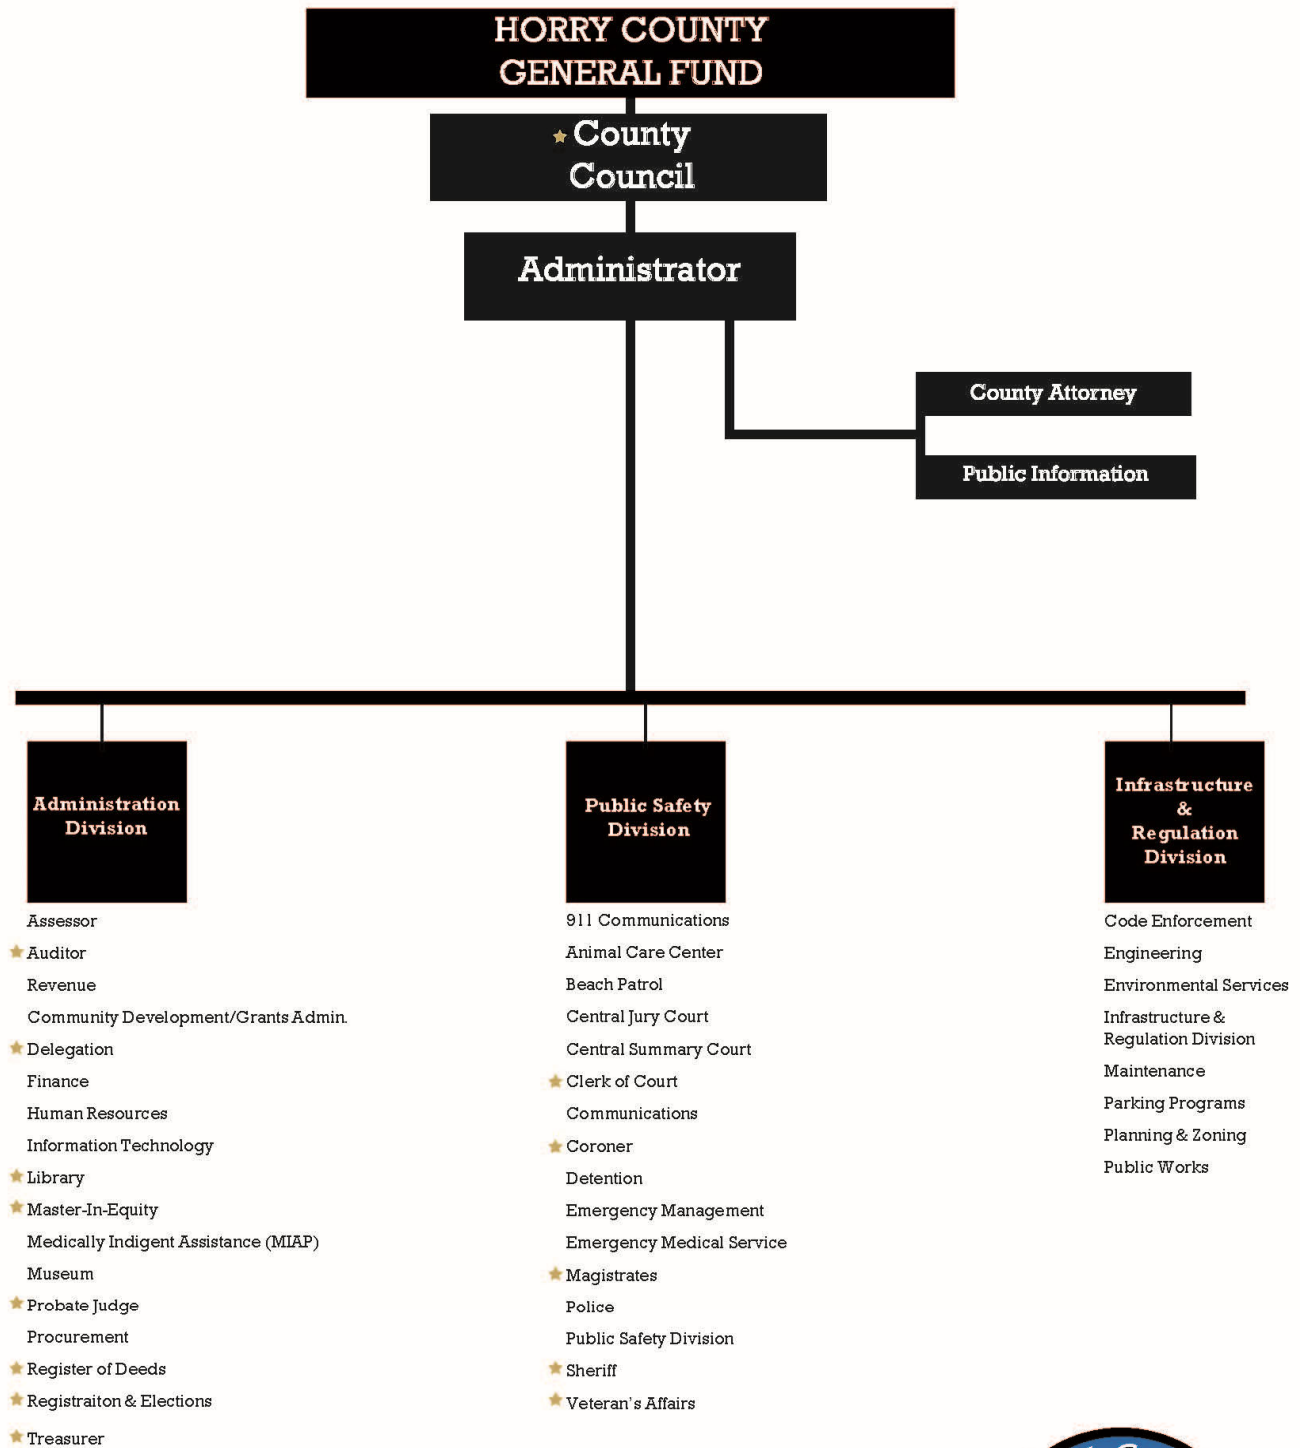 HORRY COUNTY
GENERAL FUND
County
Council
Administrator
County Attorney
Public Information
Administration
Division
Assessor
Auditor
Revenue
Community Development/Grants Admin.
Delegation
Finance
Human Resources
Information Technology
Library
Master-In-Equity
Medically Indigent Assistance (MIAP)
Museum
Probate Judge
Procurement
Register of Deeds
Registraiton & Elections
Treasurer
Public Safety
Division
911 Communications
Animal Care Center
Beach Patrol
Central Jury Court
Central Summary Court
Clerk of Court
Communications
Coroner
Detention
Emergency Management
Emergency Medical Service
Magistrates
Police
Public Safety Division
Sheriff
Veteran's Affairs
Infrastructure
&
Regulation
Division
Code Enforcement
Engineering
Environmental Services
Infrastructure &
Regulation Division
Maintenance
Parking Programs
Planning & Zoning
Public Works